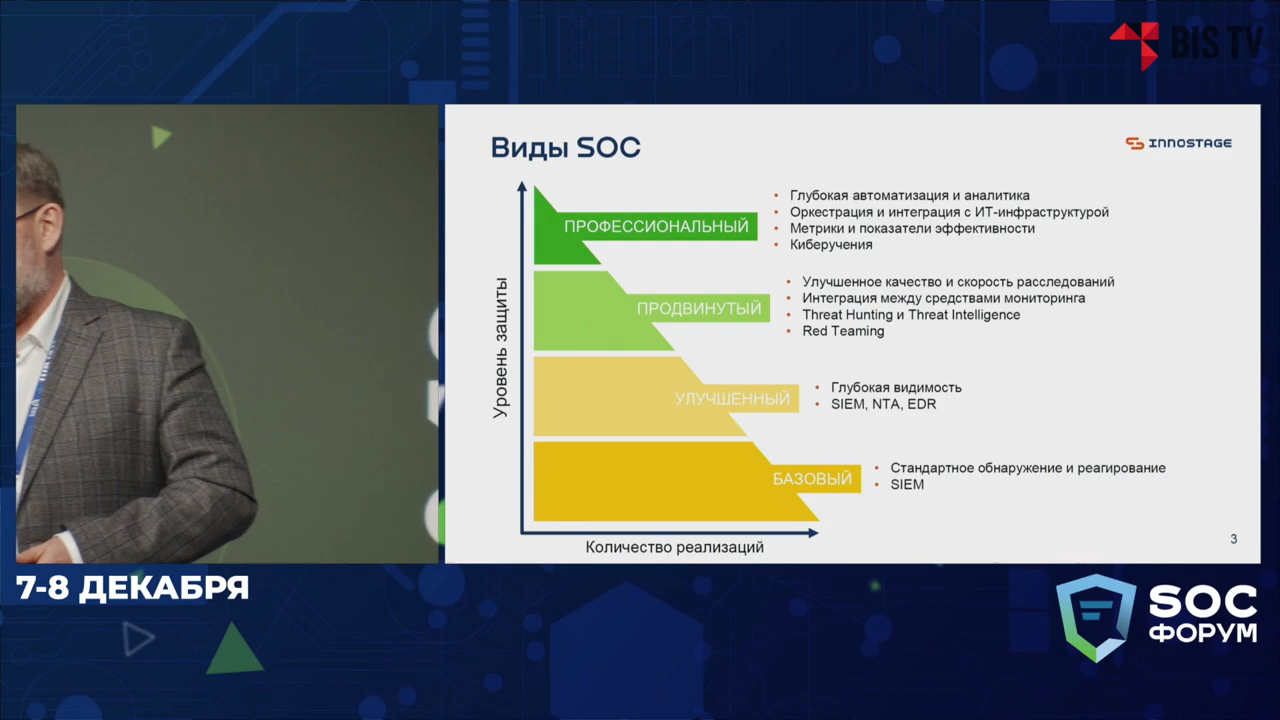 BIS TV
Виды SOC
INNOSTAGE
Уровень защиты
ПРОФЕССИОНАЛЬНЫЙ
• Глубокая автоматизация и аналитика
• Оркестрация и интеграция с ИТ-инфраструктурой
• Метрики и показатели эффективности
• Киберучения
ПРОДВИНУТЫЙ
• Улучшенное качество и скорость расследований
• Интеграция между средствами мониторинга
• Threat Hunting и Threat Intelligence
• Red Teaming
УЛУЧШЕННЫЙ
• Глубокая видимость
• SIEM, NTA, EDR
БАЗОВЫЙ
• Стандартное обнаружение и реагирование
• SIEM
Количество реализаций
3
7-8 ДЕКАБРЯ
SOC
ФОРУМ